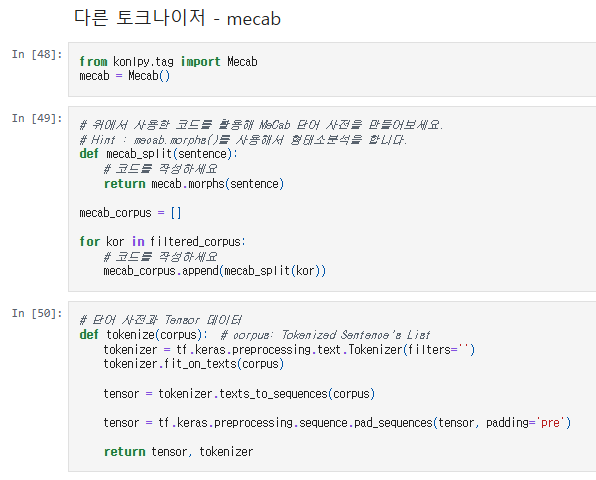 다른 토크나이저 - mecab
In [48]:
from konlpy.tag import Mecab
mecab = Mecab()
In [49]:
# 위에서 사용한 코드를 활용해 MeCab 단어 사전을 만들어보세요.
# Hint : mecab.morphs()를 사용해서 형태소분석을 합니다.
def mecab_split(sentence):
# 코드를 작성하세요
return mecab.morphs(sentence)
mecab_corpus = []
for kor in filtered_corpus:
# 코드를 작성하세요
mecab_corpus.append(mecab_split(kor))
In [50]:
# 단어 사전과 Tensor 데이터
def tokenize(corpus): # corpus: Tokenized Sentence's List
tokenizer = tf.keras.preprocessing.text.Tokenizer(filters='')
tokenizer.fit_on_texts(corpus)
tensor = tokenizer.texts_to_sequences(corpus)
tensor = tf.keras.preprocessing.sequence.pad_sequences(tensor, padding='pre')
return tensor, tokenizer